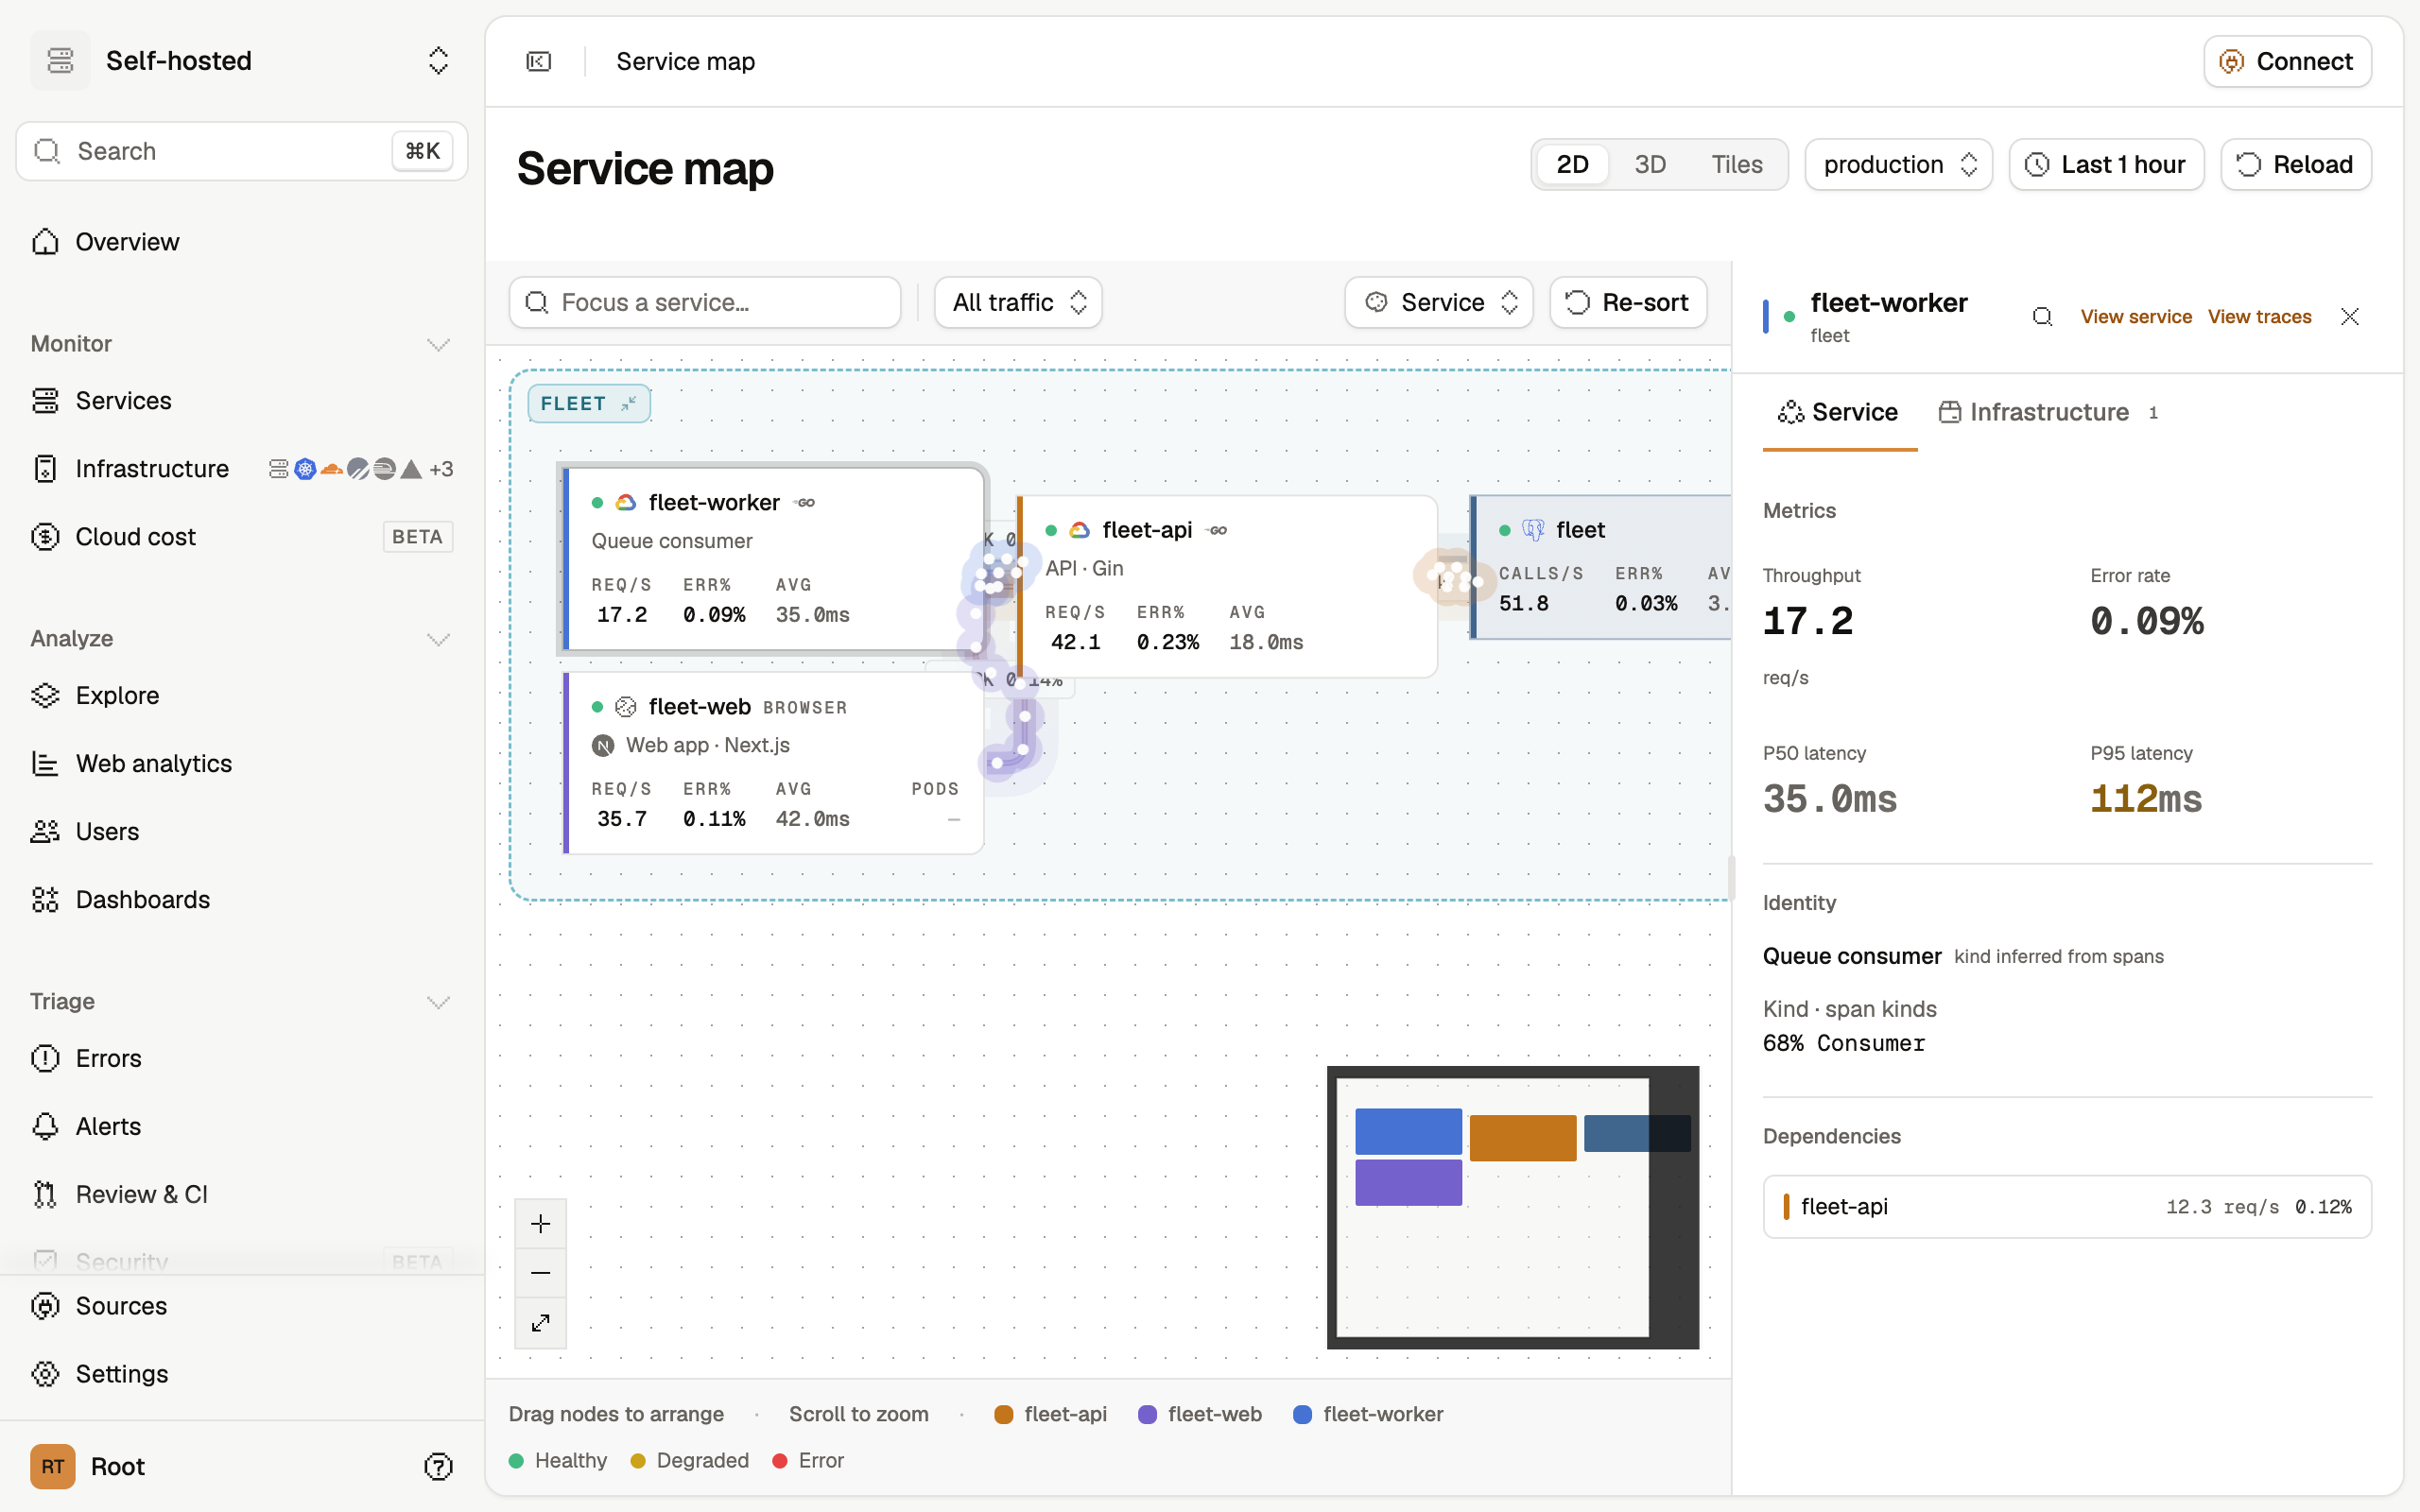 Self-hosted
Search ⌘K
Overview
Monitor
Services
Infrastructure +3
Cloud cost BETA
Analyze
Explore
Web analytics
Users
Dashboards
Triage
Errors
Alerts
Review & CI
Security BETA
Sources
Settings
RT Root
Service map
Connect
Service map
2D 3D Tiles
production
Last 1 hour
Reload
Focus a service...
All traffic
Service
Re-sort
FLEET
fleet-worker GO
Queue consumer
REQ/S ERR% AVG
17.2 0.09% 35.0ms
fleet-web BROWSER
N Web app · Next.js
REQ/S ERR% AVG PODS
35.7 0.11% 42.0ms –
fleet-api GO
API · Gin
REQ/S ERR% AVG
42.1 0.23% 18.0ms
fleet
CALLS/S ERR%
51.8 0.03%
Drag nodes to arrange · Scroll to zoom · fleet-api fleet-web fleet-worker
Healthy Degraded Error
fleet-worker
fleet
View service View traces
Service
Infrastructure 1
Metrics
Throughput Error rate
17.2 0.09%
req/s
P50 latency P95 latency
35.0ms 112ms
Identity
Queue consumer kind inferred from spans
Kind · span kinds
68% Consumer
Dependencies
fleet-api 12.3 req/s 0.12%